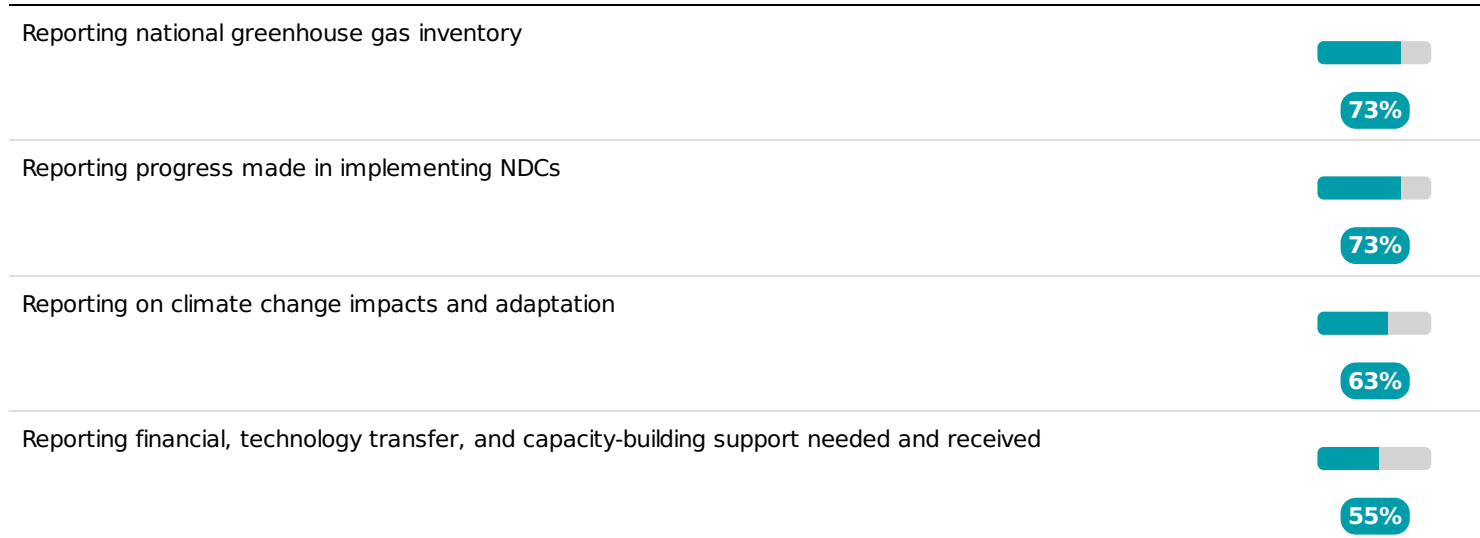 Reporting national greenhouse gas inventory
73%
Reporting progress made in implementing NDCs
73%
Reporting on climate change impacts and adaptation
63%
Reporting financial, technology transfer, and capacity-building support needed and received
55%